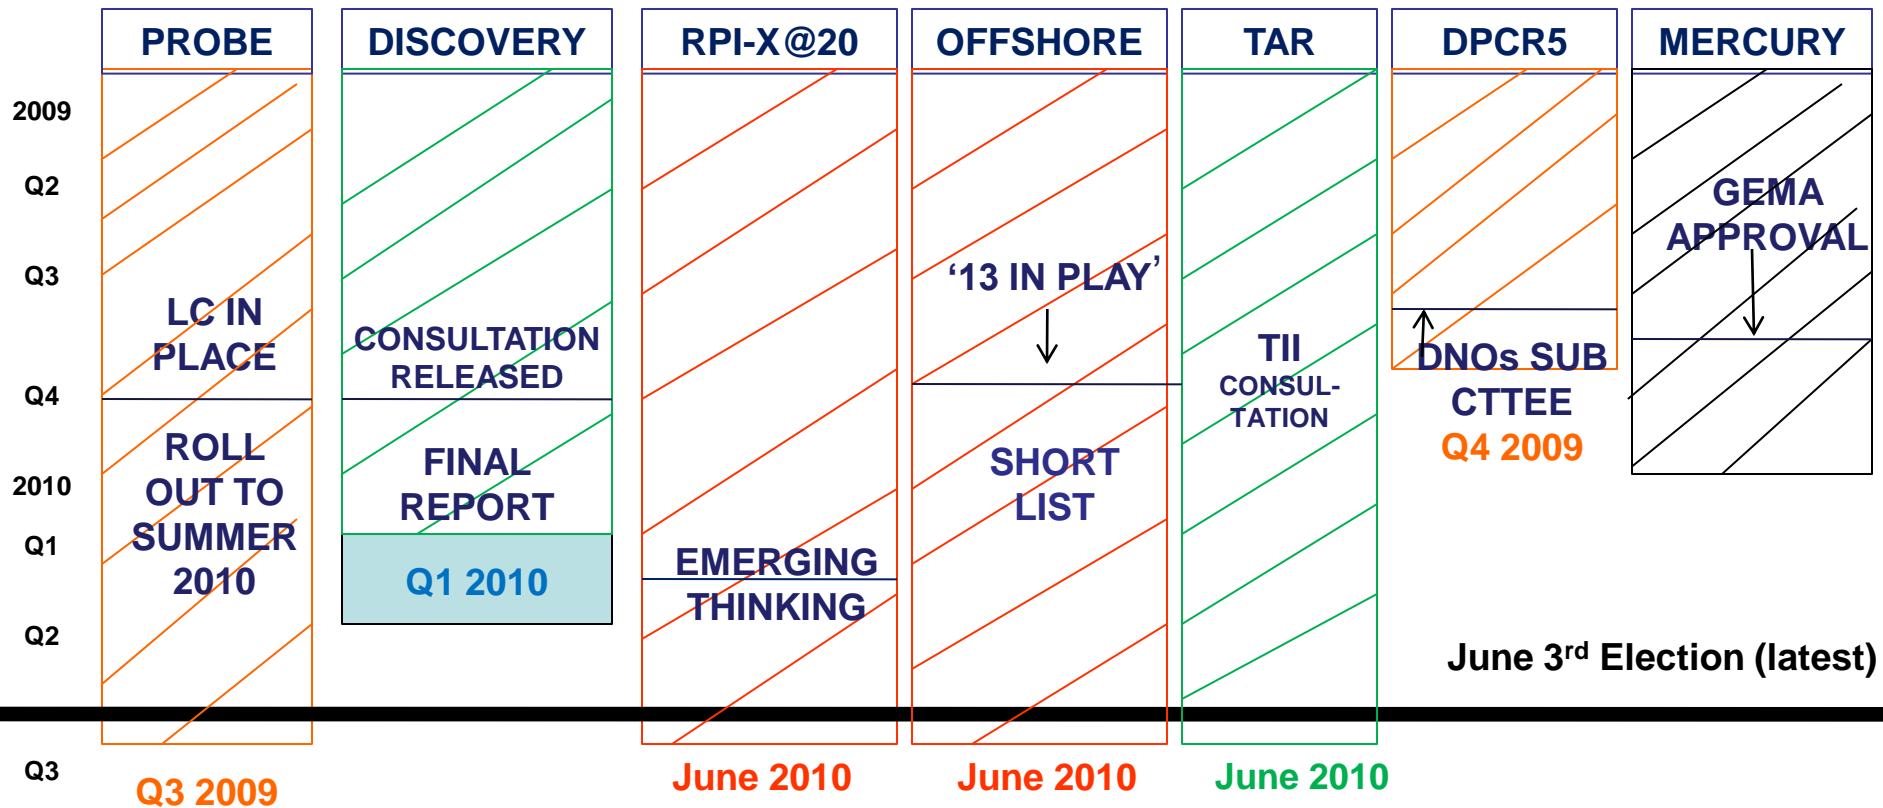 PROBE
DISCOVERY
RPI-X@20
OFFSHORE
TAR
DPCR5
MERCURY
2009
Q2
Q3
Q4
2010
Q1
Q2
Q3
LC IN
PLACE
ROLL
OUT TO
SUMMER
2010
Q3 2009
CONSULTATION
RELEASED
FINAL
REPORT
Q1 2010
EMERGING
THINKING
June 2010
‘13 IN PLAY’
SHORT
LIST
June 2010
TII
CONSUL-
TATION
June 2010
DNOs SUB
CTTEE
Q4 2009
GEMA
APPROVAL
June 3rd Election (latest)